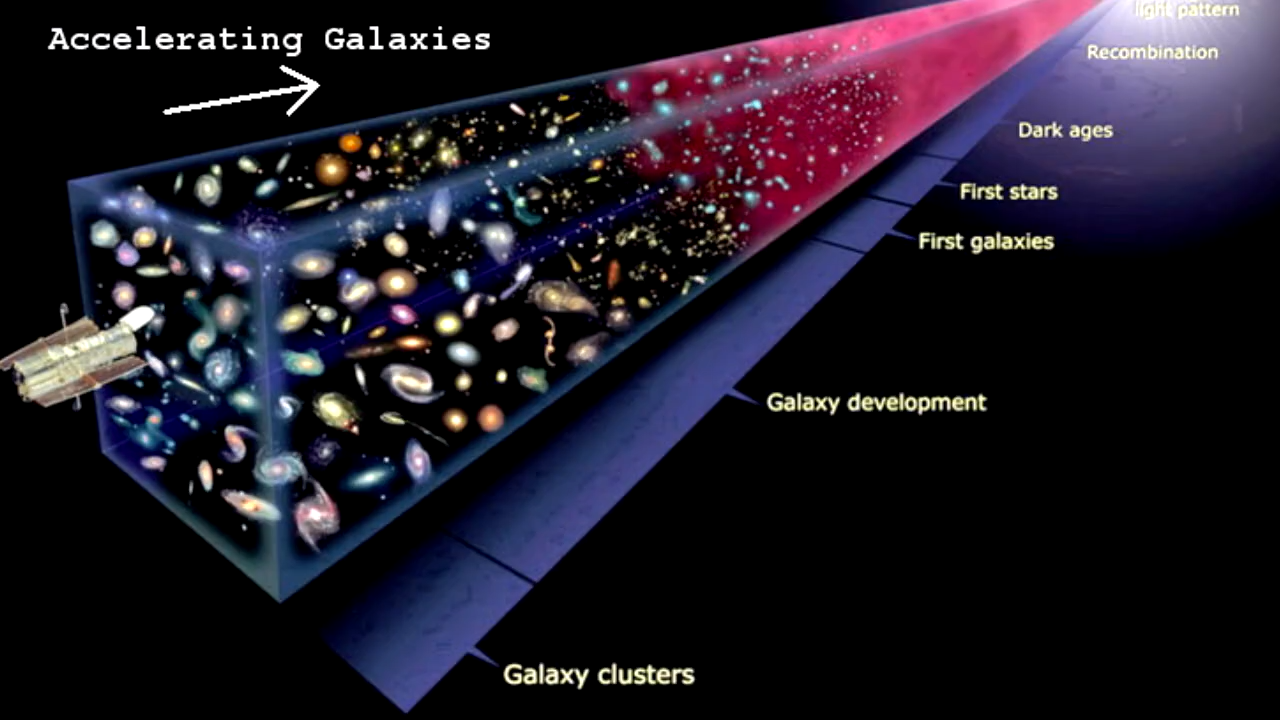 Accelerating Galaxies
light pattern
Recombination
Dark ages
First stars
First galaxies
Galaxy development
Galaxy clusters